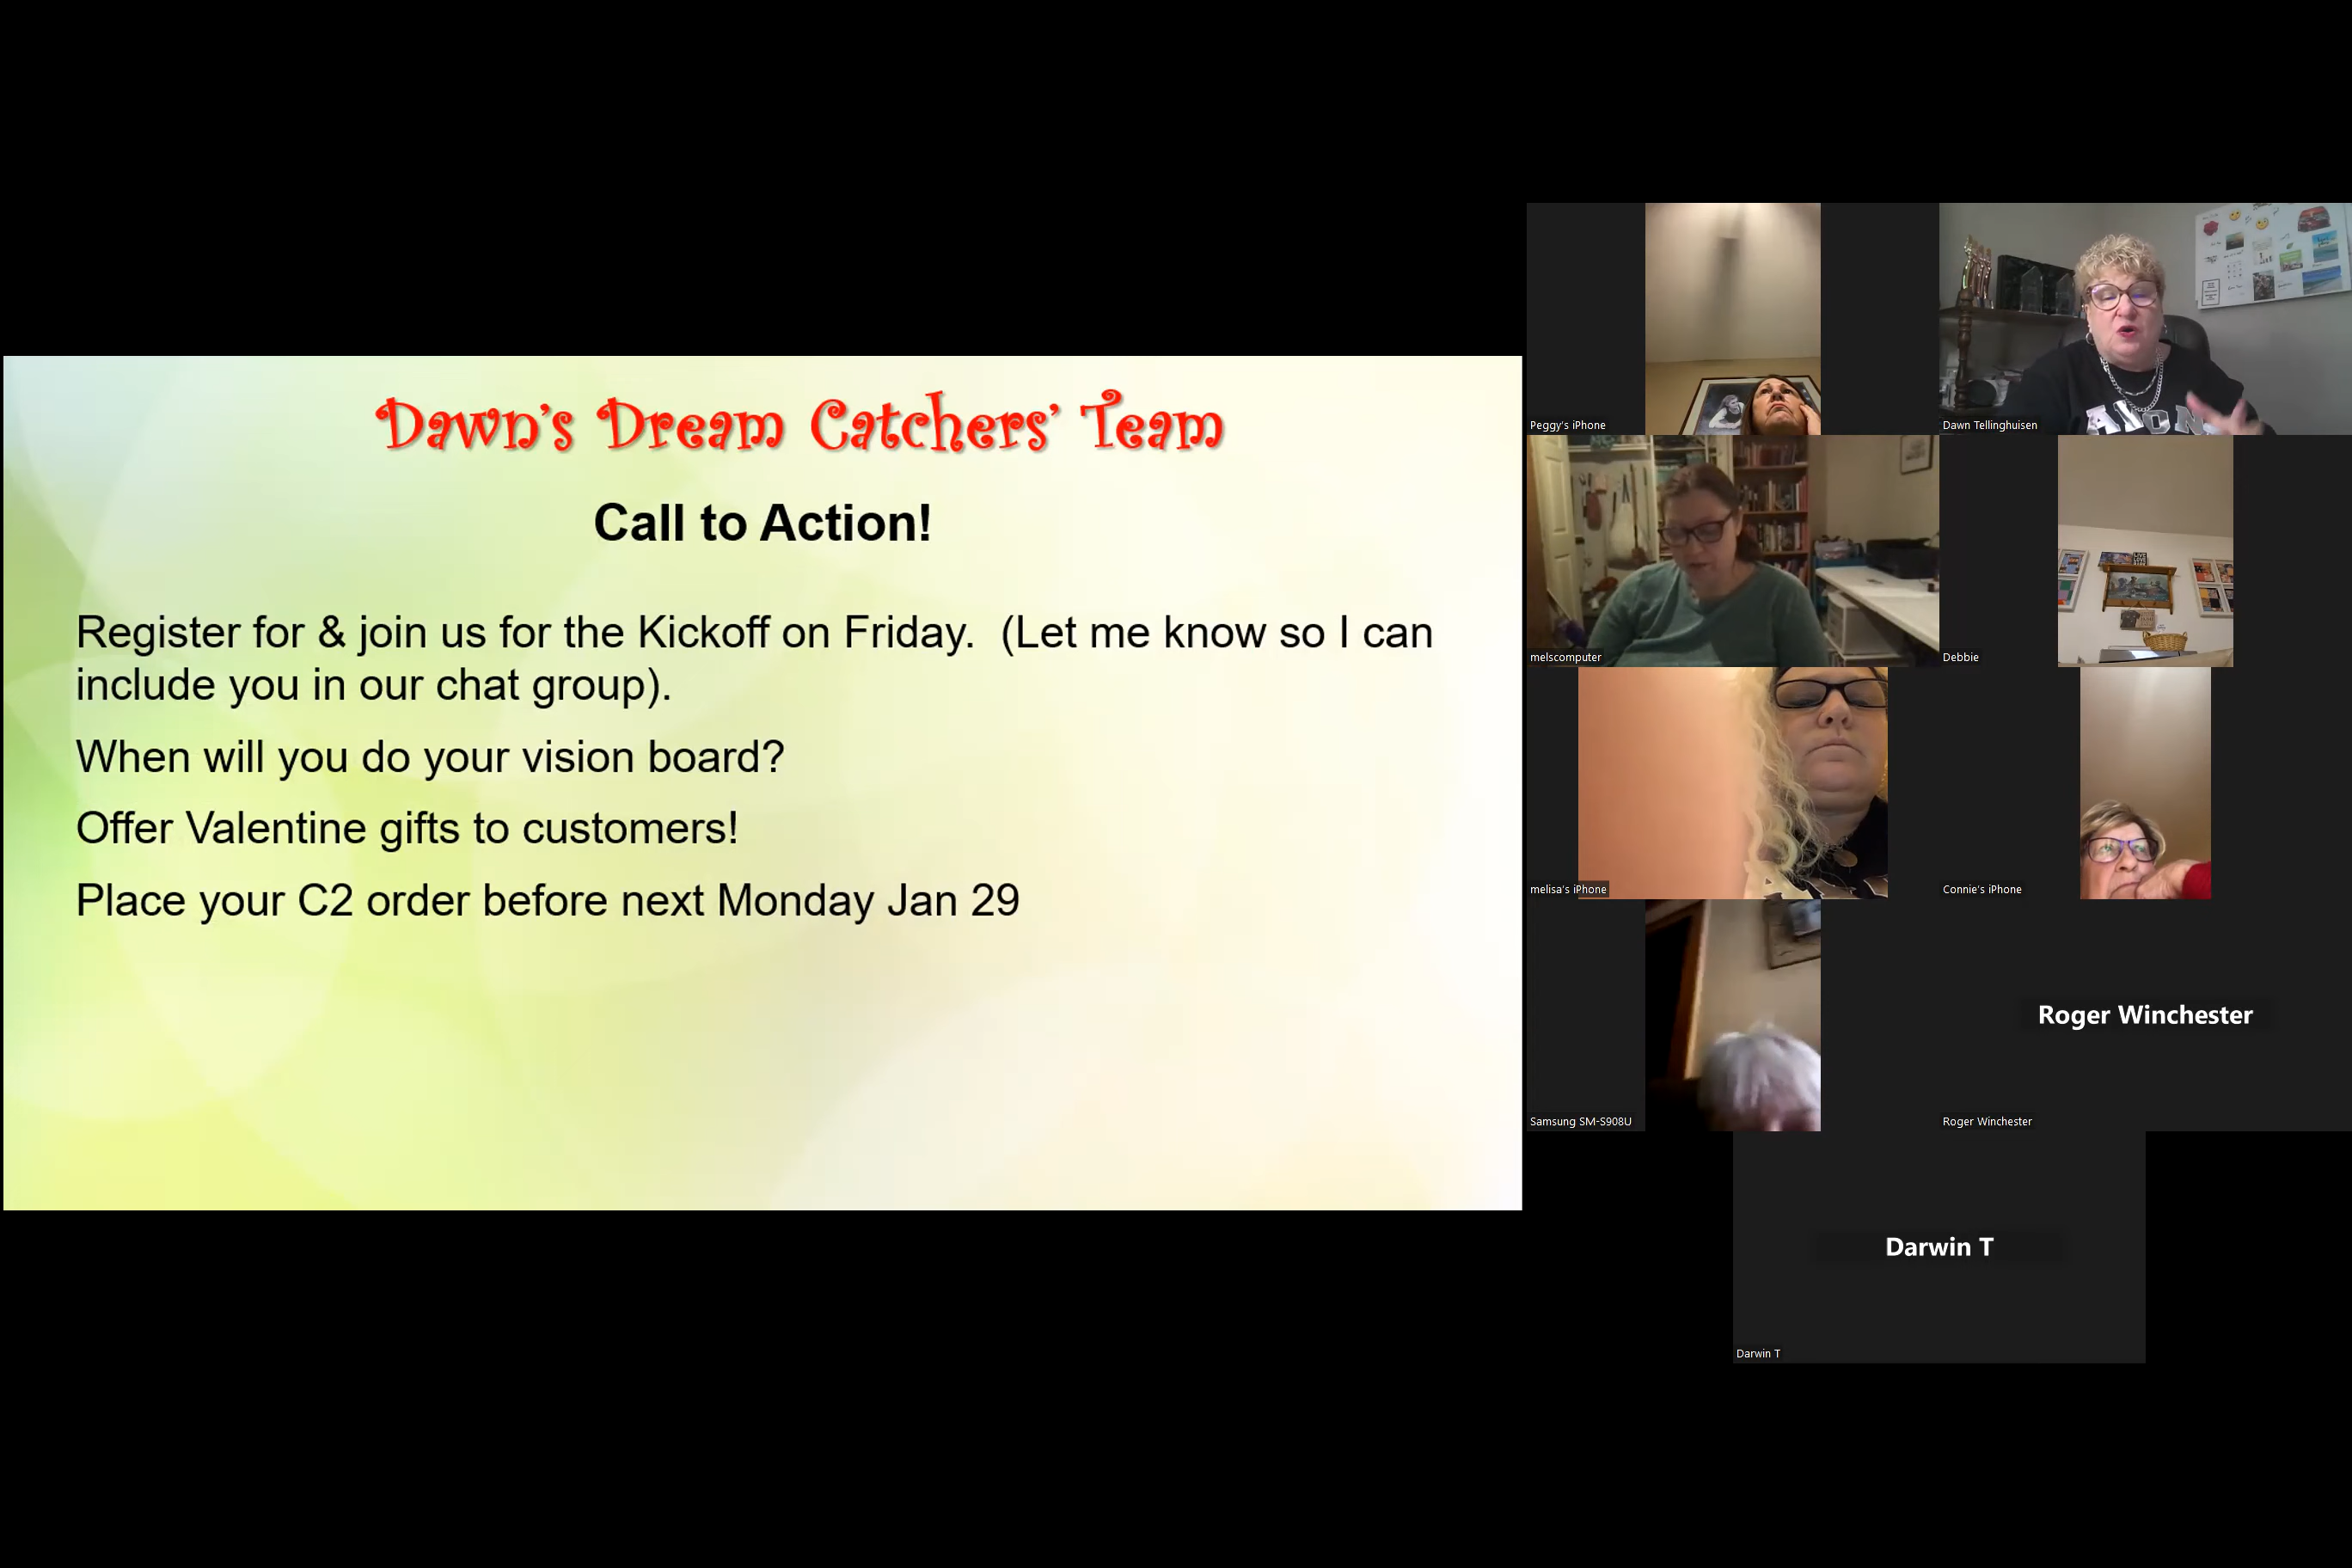 Dawn's Dream Catchers' Team
Call to Action!
Register for & join us for the Kickoff on Friday.  (Let me know so I can
include you in our chat group).
When will you do your vision board?
Offer Valentine gifts to customers!
Place your C2 order before next Monday Jan 29
Peggy's iPhone
AVON
Dawn Tellinghuisen
melscomputer
Debbie
melisa's iPhone
Connie's iPhone
Samsung SM-S908U
Roger Winchester
Roger Winchester
Darwin T
Darwin T